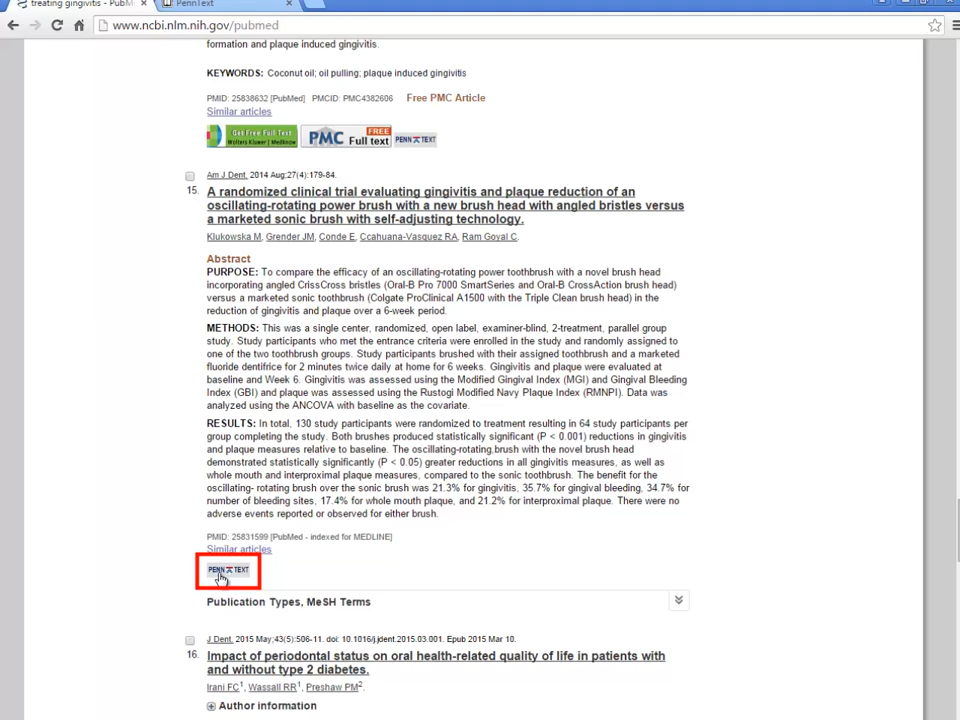 treating gingivitis - PubM
PennText
www.ncbi.nlm.nih.gov/pubmed
formation and plaque induced gingivitis.
KEYWORDS: Coconut oil; oil pulling; plaque induced gingivitis
PMID: 25838632 [PubMed] PMCID: PMC4382606 Free PMC Article
Similar articles
Get Free Full Text
Wolters Kluwer | Medknow
PMC FREE Full text
PENN TEXT
Am J Dent. 2014 Aug;27(4):179-84.
15. A randomized clinical trial evaluating gingivitis and plaque reduction of an
oscillating-rotating power brush with a new brush head with angled bristles versus
a marketed sonic brush with self-adjusting technology.
Klukowska M, Grender JM, Conde E, Ccahuana-Vasquez RA, Ram Goyal C.
Abstract
PURPOSE: To compare the efficacy of an oscillating-rotating power toothbrush with a novel brush head
incorporating angled CrissCross bristles (Oral-B Pro 7000 SmartSeries and Oral-B CrossAction brush head)
versus a marketed sonic toothbrush (Colgate ProClinical A1500 with the Triple Clean brush head) in the
reduction of gingivitis and plaque over a 6-week period.
METHODS: This was a single center, randomized, open label, examiner-blind, 2-treatment, parallel group
study. Study participants who met the entrance criteria were enrolled in the study and randomly assigned to
one of the two toothbrush groups. Study participants brushed with their assigned toothbrush and a marketed
fluoride dentifrice for 2 minutes twice daily at home for 6 weeks. Gingivitis and plaque were evaluated at
baseline and Week 6. Gingivitis was assessed using the Modified Gingival Index (MGI) and Gingival Bleeding
Index (GBI) and plaque was assessed using the Rustogi Modified Navy Plaque Index (RMNPI). Data was
analyzed using the ANCOVA with baseline as the covariate.
RESULTS: In total, 130 study participants were randomized to treatment resulting in 64 study participants per
group completing the study. Both brushes produced statistically significant (P < 0.001) reductions in gingivitis
and plaque measures relative to baseline. The oscillating-rotating,brush with the novel brush head
demonstrated statistically significantly (P < 0.05) greater reductions in all gingivitis measures, as well as
whole mouth and interproximal plaque measures, compared to the sonic toothbrush. The benefit for the
oscillating- rotating brush over the sonic brush was 21.3% for gingivitis, 35.7% for gingival bleeding, 34.7% for
number of bleeding sites, 17.4% for whole mouth plaque, and 21.2% for interproximal plaque. There were no
adverse events reported or observed for either brush.
PMID: 25831599 [PubMed - indexed for MEDLINE]
Similar articles
PENN TEXT
Publication Types, MeSH Terms
J Dent. 2015 May;43(5):506-11. doi: 10.1016/j.jdent.2015.03.001. Epub 2015 Mar 10.
16. Impact of periodontal status on oral health-related quality of life in patients with
and without type 2 diabetes.
Irani FC1, Wassall RR1, Preshaw PM2.
Author information